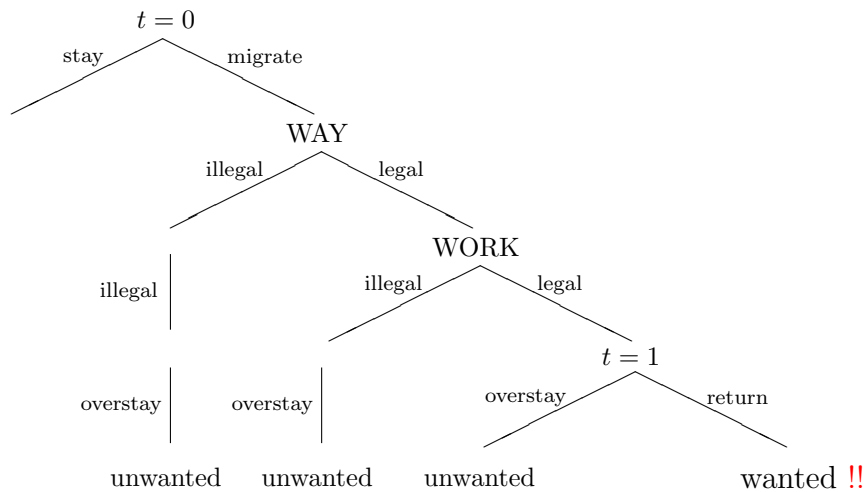 t = 0
stay migrate
WAY
illegal legal
WORK
illegal illegal legal
t = 1
overstay overstay overstay return
unwanted unwanted unwanted wanted !!